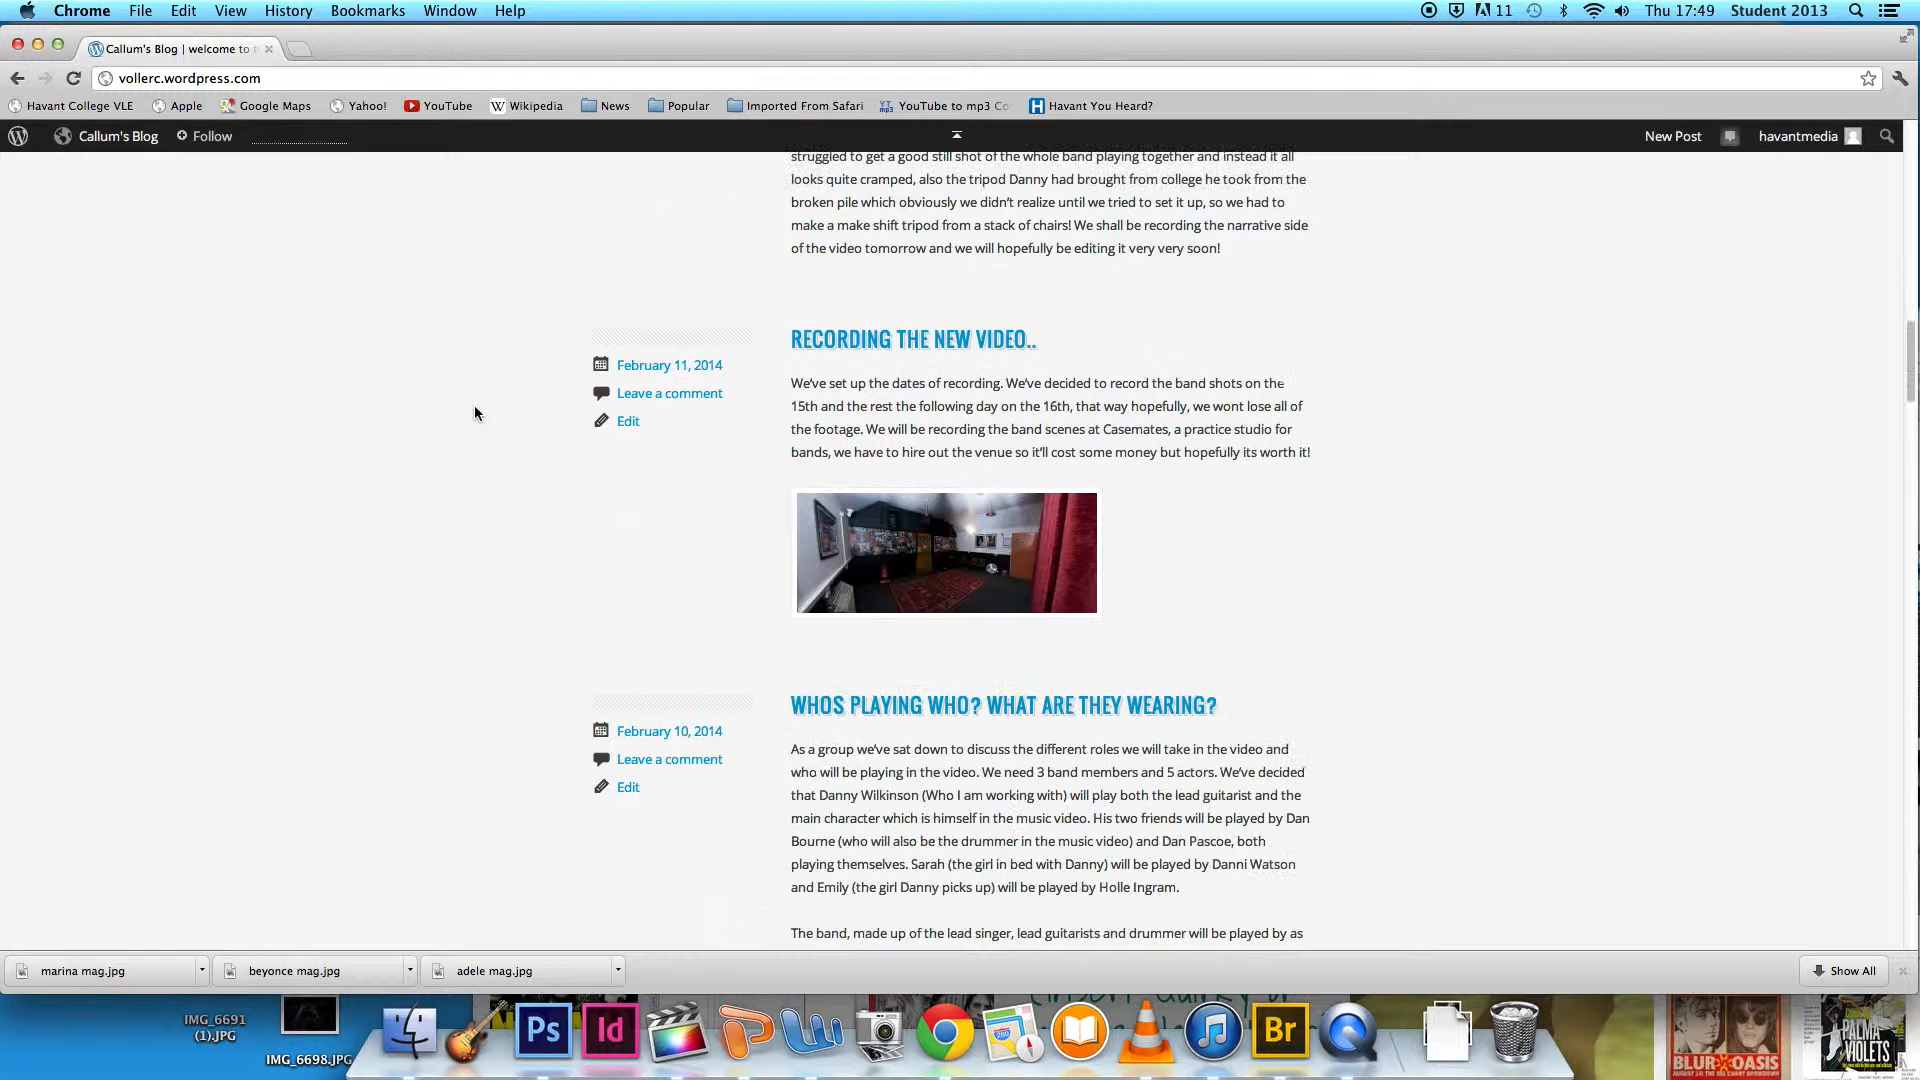 Chrome File Edit View History Bookmarks Window Help
11 Thu 17:49 Student 2013
Callum's Blog | welcome to
vollerc.wordpress.com
Havant College VLE Apple Google Maps Yahoo! YouTube Wikipedia News Popular Imported From Safari YouTube to mp3 Co Havant You Heard?
Callum's Blog Follow New Post havantmedia
struggled to get a good still shot of the whole band playing together and instead it all
looks quite cramped, also the tripod Danny had brought from college he took from the
broken pile which obviously we didn't realize until we tried to set it up, so we had to
make a make shift tripod from a stack of chairs! We shall be recording the narrative side
of the video tomorrow and we will hopefully be editing it very very soon!
RECORDING THE NEW VIDEO..
February 11, 2014
Leave a comment
Edit
We've set up the dates of recording. We've decided to record the band shots on the
15th and the rest the following day on the 16th, that way hopefully, we wont lose all of
the footage. We will be recording the band scenes at Casemates, a practice studio for
bands, we have to hire out the venue so it'll cost some money but hopefully its worth it!
WHOS PLAYING WHO? WHAT ARE THEY WEARING?
February 10, 2014
Leave a comment
Edit
As a group we've sat down to discuss the different roles we will take in the video and
who will be playing in the video. We need 3 band members and 5 actors. We've decided
that Danny Wilkinson (Who I am working with) will play both the lead guitarist and the
main character which is himself in the music video. His two friends will be played by Dan
Bourne (who will also be the drummer in the music video) and Dan Pascoe, both
playing themselves. Sarah (the girl in bed with Danny) will be played by Danni Watson
and Emily (the girl Danny picks up) will be played by Holle Ingram.
The band, made up of the lead singer, lead guitarists and drummer will be played by as
marina mag.jpg beyonce mag.jpg adele mag.jpg Show All
IMG_6691
(1).JPG
IMG_6698.JPG
Ps Id Br
BLUR OASIS
PALMA
VIOLETS